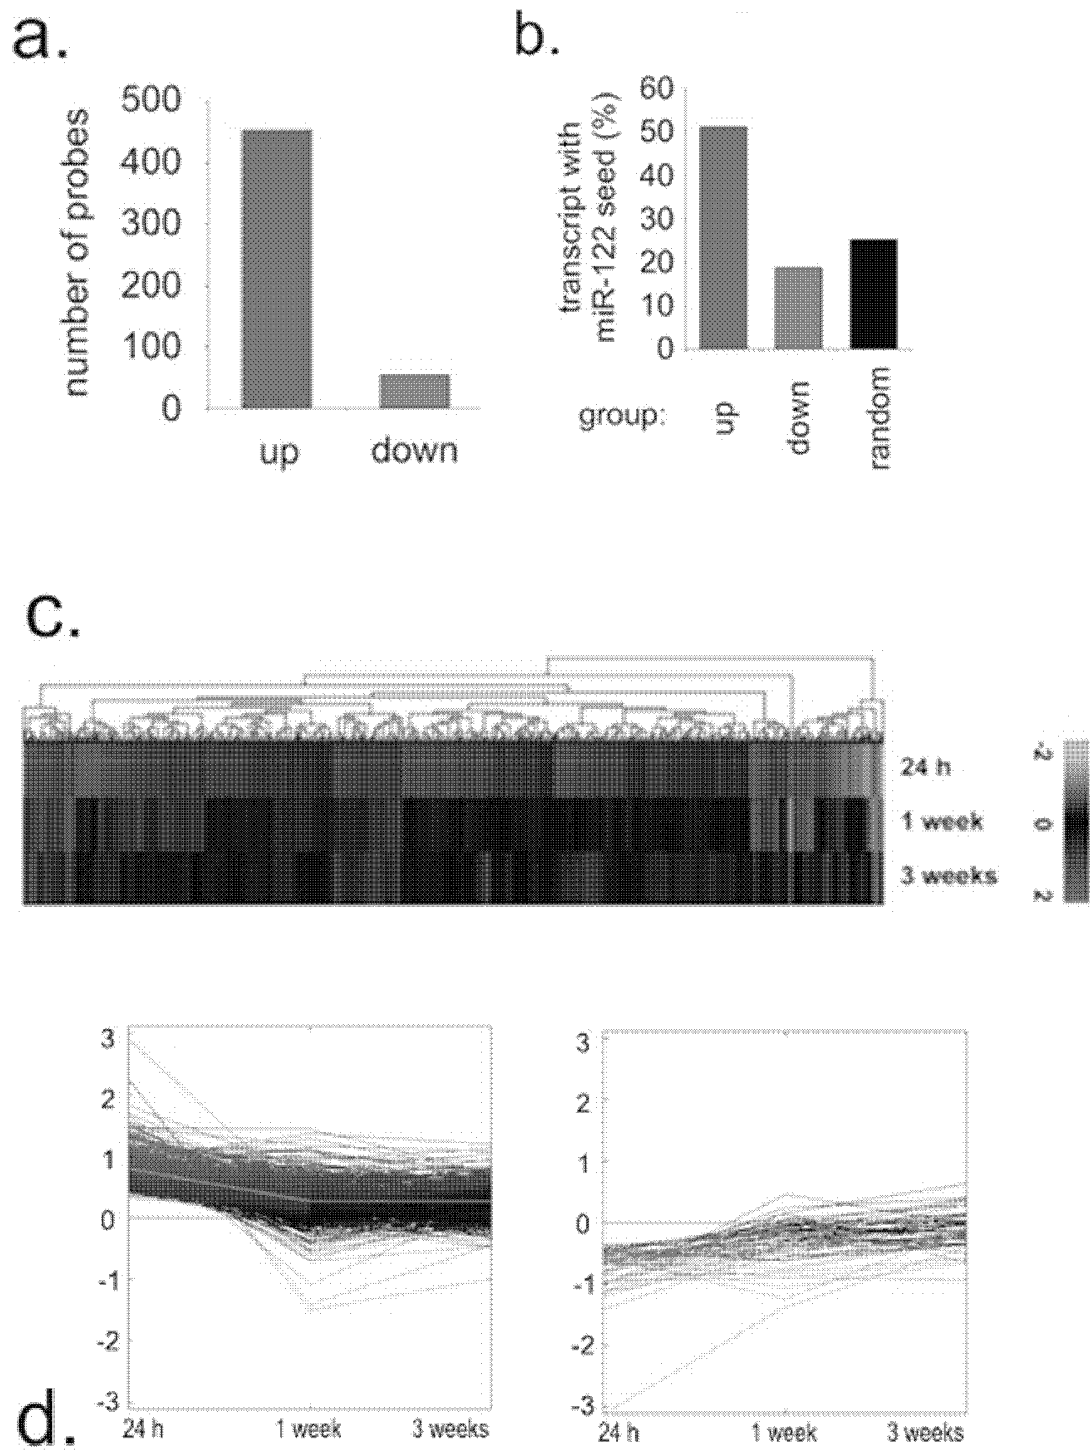 a.
number of probes
500
400
300
200
100
0
up
down
b.
transcript with
miR-122 seed (%)
60
50
40
30
20
10
0
group:
up
down
random
c.
24 h
1 week
3 weeks
-2
0
2
d.
3
2
1
0
-1
-2
-3
24 h
1 week
3 weeks
3
2
1
0
-1
-2
-3
24 h
1 week
3 weeks